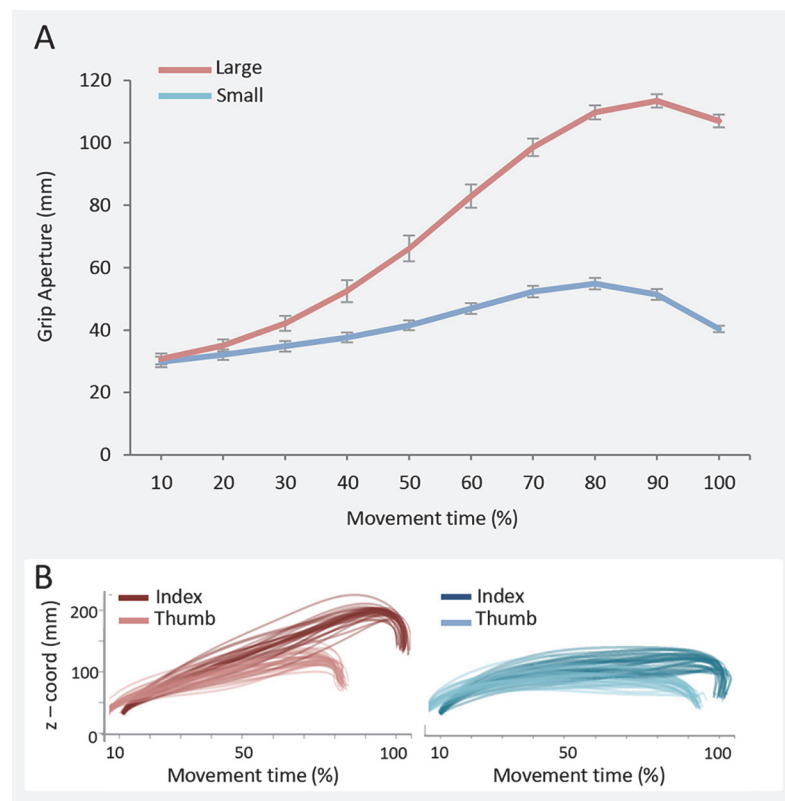 A
Large
Small
120
100
80
60
40
20
0
Grip Aperture (mm)
10 20 30 40 50 60 70 80 90 100
Movement time (%)
B
Index
Thumb
200
100
0
z – coord (mm)
10 50 100
Movement time (%)
Index
Thumb
10 50 100
Movement time (%)